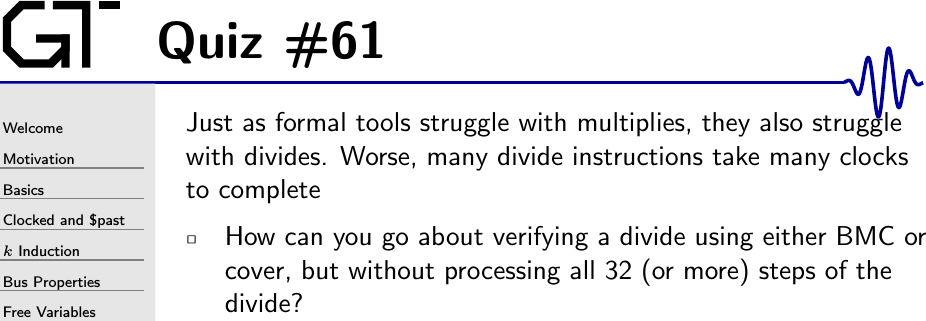 GT
Quiz #61
Welcome
Motivation
Basics
Clocked and $past
k Induction
Bus Properties
Free Variables
Just as formal tools struggle with multiplies, they also struggle
with divides. Worse, many divide instructions take many clocks
to complete
How can you go about verifying a divide using either BMC or
cover, but without processing all 32 (or more) steps of the
divide?